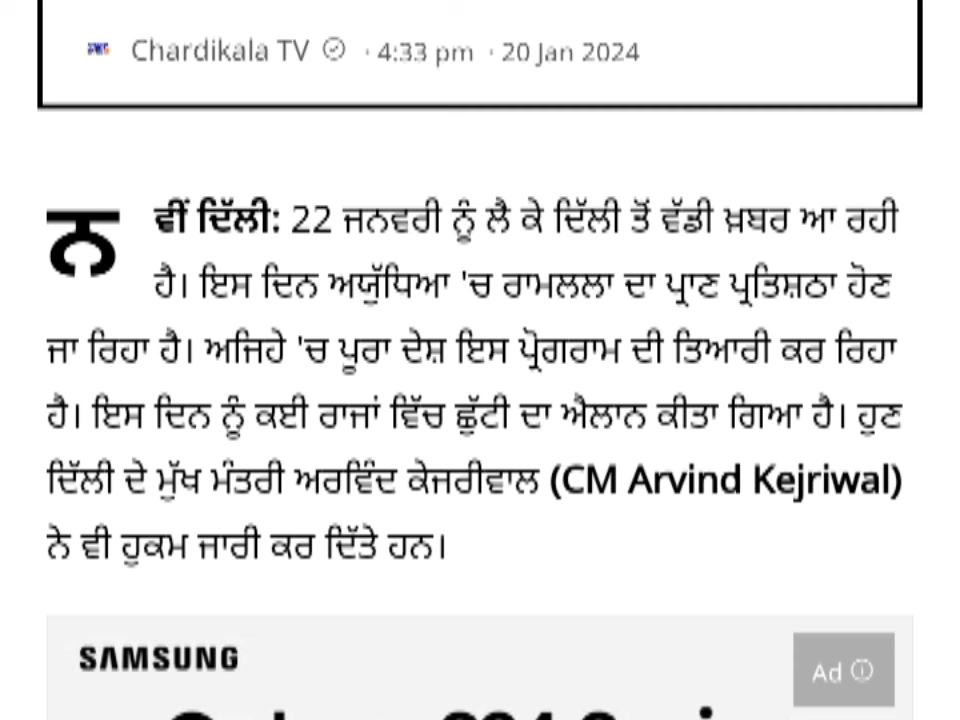 Chardikala TV · 4:33 pm · 20 Jan 2024
ਨਵੀਂ ਦਿੱਲੀ: 22 ਜਨਵਰੀ ਨੂੰ ਲੈ ਕੇ ਦਿੱਲੀ ਤੋਂ ਵੱਡੀ ਖ਼ਬਰ ਆ ਰਹੀ
ਹੈ। ਇਸ ਦਿਨ ਅਯੁੱਧਿਆ 'ਚ ਰਾਮਲਲਾ ਦਾ ਪ੍ਰਾਣ ਪ੍ਰਤਿਸ਼ਠਾ ਹੋਣ
ਜਾ ਰਿਹਾ ਹੈ। ਅਜਿਹੇ 'ਚ ਪੂਰਾ ਦੇਸ਼ ਇਸ ਪ੍ਰੋਗਰਾਮ ਦੀ ਤਿਆਰੀ ਕਰ ਰਿਹਾ
ਹੈ। ਇਸ ਦਿਨ ਨੂੰ ਕਈ ਰਾਜਾਂ ਵਿੱਚ ਛੁੱਟੀ ਦਾ ਐਲਾਨ ਕੀਤਾ ਗਿਆ ਹੈ। ਹੁਣ
ਦਿੱਲੀ ਦੇ ਮੁੱਖ ਮੰਤਰੀ ਅਰਵਿੰਦ ਕੇਜਰੀਵਾਲ (CM Arvind Kejriwal)
ਨੇ ਵੀ ਹੁਕਮ ਜਾਰੀ ਕਰ ਦਿੱਤੇ ਹਨ।
SAMSUNG
Ad